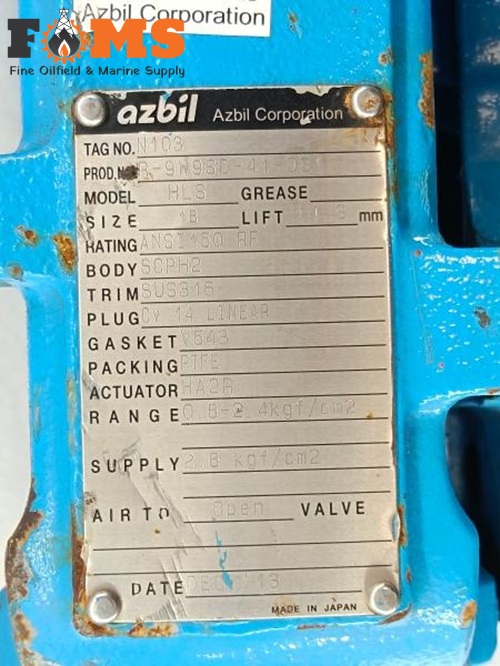 Azbil Corporation
FOMS
Fine Oilfield & Marine Supply
azbil Azbil Corporation
TAG NO. N103
PROD.NO.
MODEL HLS GREASE
SIZE 1B LIFT mm
RATING ANSI150 RF
BODY SCPH2
TRIM SUS316
PLUG Cv 14 LINEAR
GASKET V543
PACKING PTFE
ACTUATOR HA2R
RANGE 0.8-2.4kgf/cm2
SUPPLY 2.8 kgf/cm2
AIR TO Open VALVE
DATE DEC 13
MADE IN JAPAN